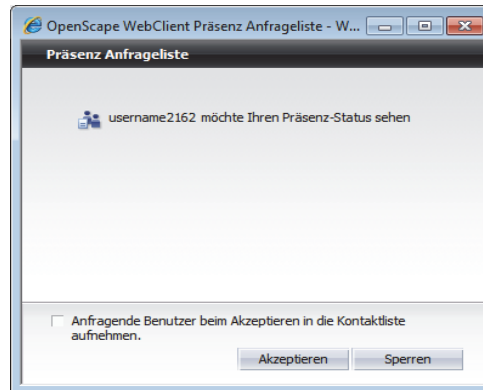 OpenScape WebClient Präsenz Anfrageliste - W...
Präsenz Anfrageliste
username2162 möchte Ihren Präsenz-Status sehen
Anfragende Benutzer beim Akzeptieren in die Kontaktliste
aufnehmen.
Akzeptieren Sperren